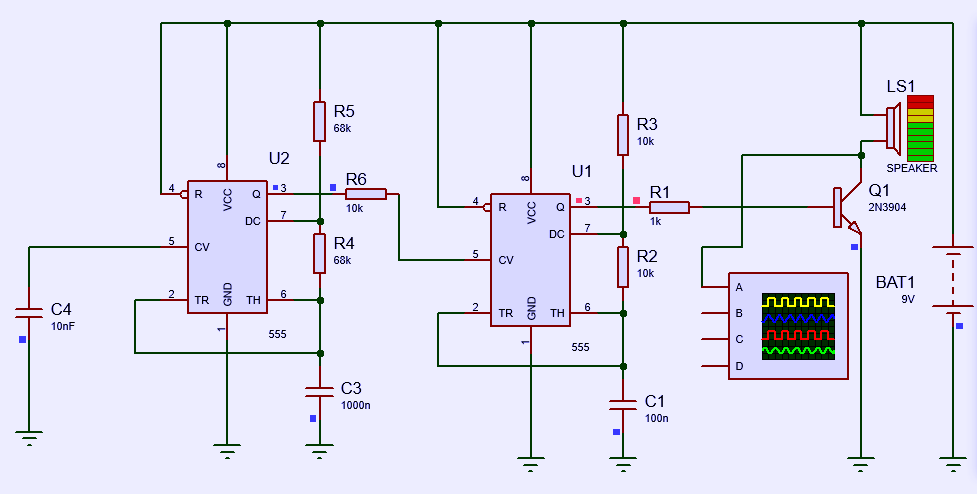 LS1
SPEAKER
R5
68k
R3
10k
U2
U1
R6
10k
R1
1k
Q1
2N3904
4
R
8
VCC
Q
3
DC
7
5
CV
2
TR
GND
1
TH
6
555
4
R
8
VCC
Q
3
DC
7
5
CV
2
TR
GND
1
TH
6
555
R4
68k
R2
10k
C4
10nF
C3
1000n
C1
100n
A
B
C
D
BAT1
9V